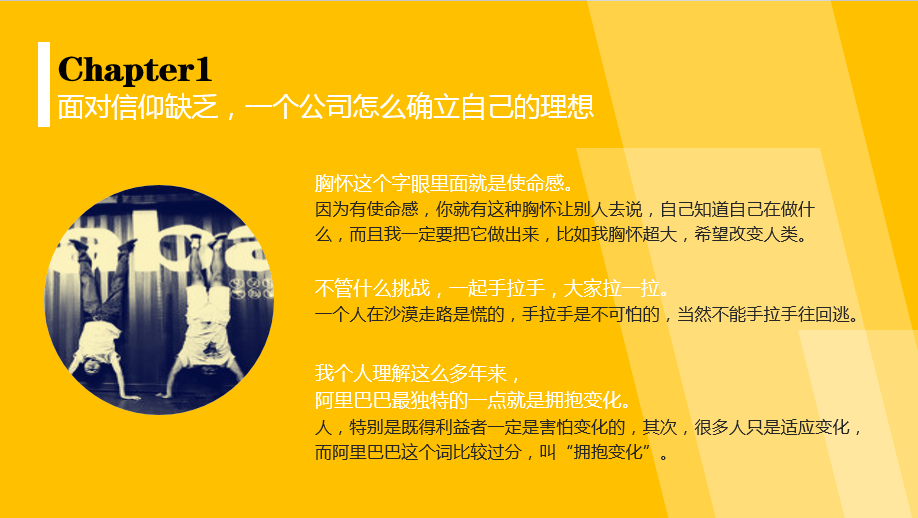 Chapter1
面对信仰缺乏，一个公司怎么确立自己的理想
胸怀这个字眼里面就是使命感。
因为有使命感，你就有这种胸怀让别人去说，自己知道自己在做什
么，而且我一定要把它做出来，比如我胸怀超大，希望改变人类。
不管什么挑战，一起手拉手，大家拉一拉。
一个人在沙漠走路是慌的，手拉手是不可怕的，当然不能手拉手往回逃。
aba
我个人理解这么多年来，
阿里巴巴最独特的一点就是拥抱变化。
人，特别是既得利益者一定是害怕变化的，其次，很多人只是适应变化，
而阿里巴巴这个词比较过分，叫“拥抱变化”。